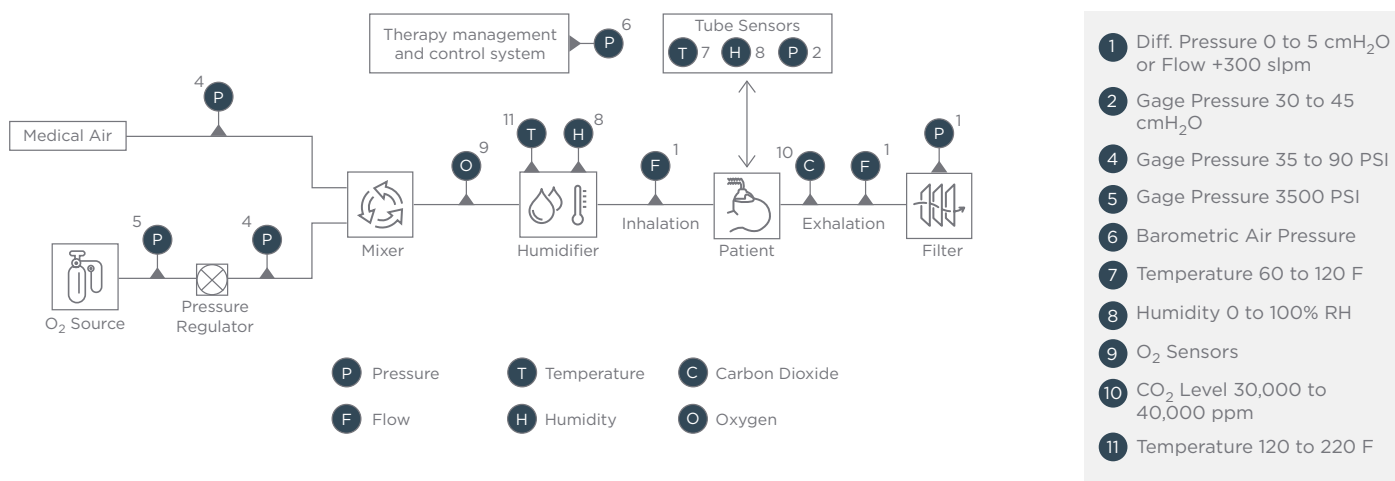 Therapy management
and control system
P
6
Tube Sensors
T 7 H 8 P 2
4
P
Medical Air
11
T
H
8
9
O
F
1
10
C
F
1
P
1
Mixer
Humidifier
Inhalation
Patient
Exhalation
Filter
5
P
4
P
O2 Source
Pressure
Regulator
P Pressure
T Temperature
C Carbon Dioxide
F Flow
H Humidity
O Oxygen
1 Diff. Pressure 0 to 5 cmH2O
or Flow +300 slpm
2 Gage Pressure 30 to 45
cmH2O
4 Gage Pressure 35 to 90 PSI
5 Gage Pressure 3500 PSI
6 Barometric Air Pressure
7 Temperature 60 to 120 F
8 Humidity 0 to 100% RH
9 O2 Sensors
10 CO2 Level 30,000 to
40,000 ppm
11 Temperature 120 to 220 F